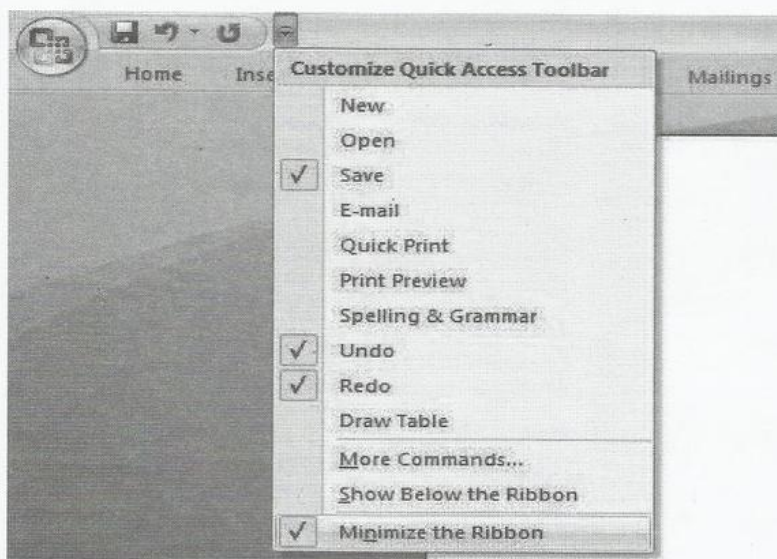 Home Inse Mailings
Customize Quick Access Toolbar
New
Open
Save
E-mail
Quick Print
Print Preview
Spelling & Grammar
Undo
Redo
Draw Table
More Commands...
Show Below the Ribbon
Minimize the Ribbon